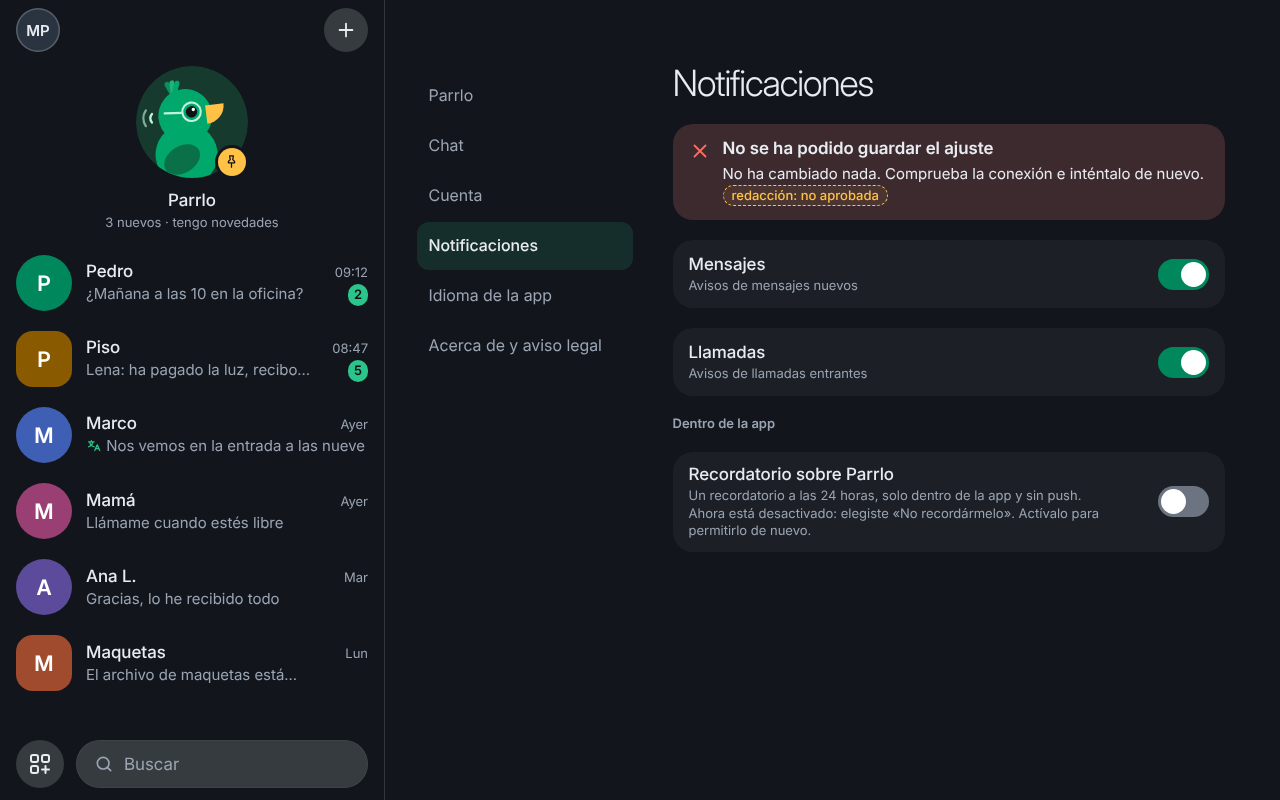 MP
Parrlo
3 nuevos · tengo novedades
Pedro
09:12
¿Mañana a las 10 en la oficina?
2
P
Piso
08:47
Lena: ha pagado la luz, recibo...
5
P
Marco
Ayer
Nos vemos en la entrada a las nueve
M
Mamá
Ayer
Llámame cuando estés libre
M
Ana L.
Mar
Gracias, lo he recibido todo
A
Maquetas
Lun
El archivo de maquetas está...
M
Buscar
Parrlo
Chat
Cuenta
Notificaciones
Idioma de la app
Acerca de y aviso legal
Notificaciones
No se ha podido guardar el ajuste
No ha cambiado nada. Comprueba la conexión e inténtalo de nuevo.
redacción: no aprobada
Mensajes
Avisos de mensajes nuevos
Llamadas
Avisos de llamadas entrantes
Dentro de la app
Recordatorio sobre Parrlo
Un recordatorio a las 24 horas, solo dentro de la app y sin push.
Ahora está desactivado: elegiste «No recordármelo». Actívalo para
permitirlo de nuevo.